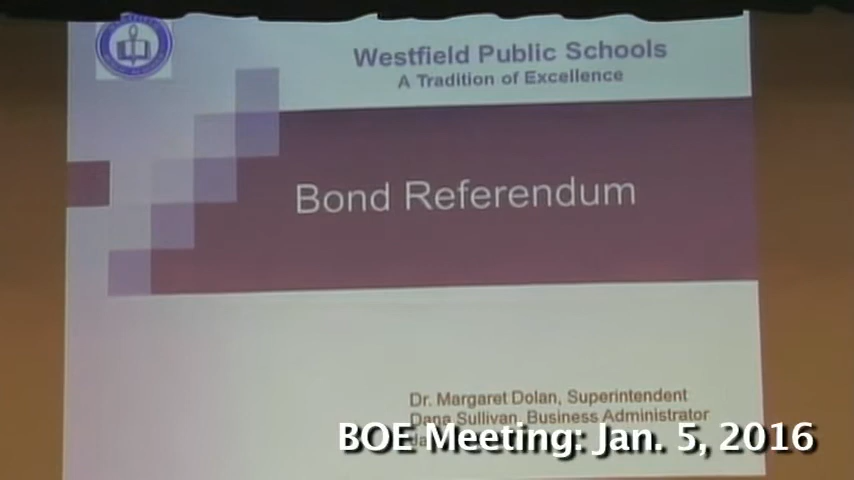 Westfield Public Schools
A Tradition of Excellence
Bond Referendum
Dr. Margaret Dolan, Superintendent
Dana Sullivan, Business Administrator
BOE Meeting: Jan. 5, 2016